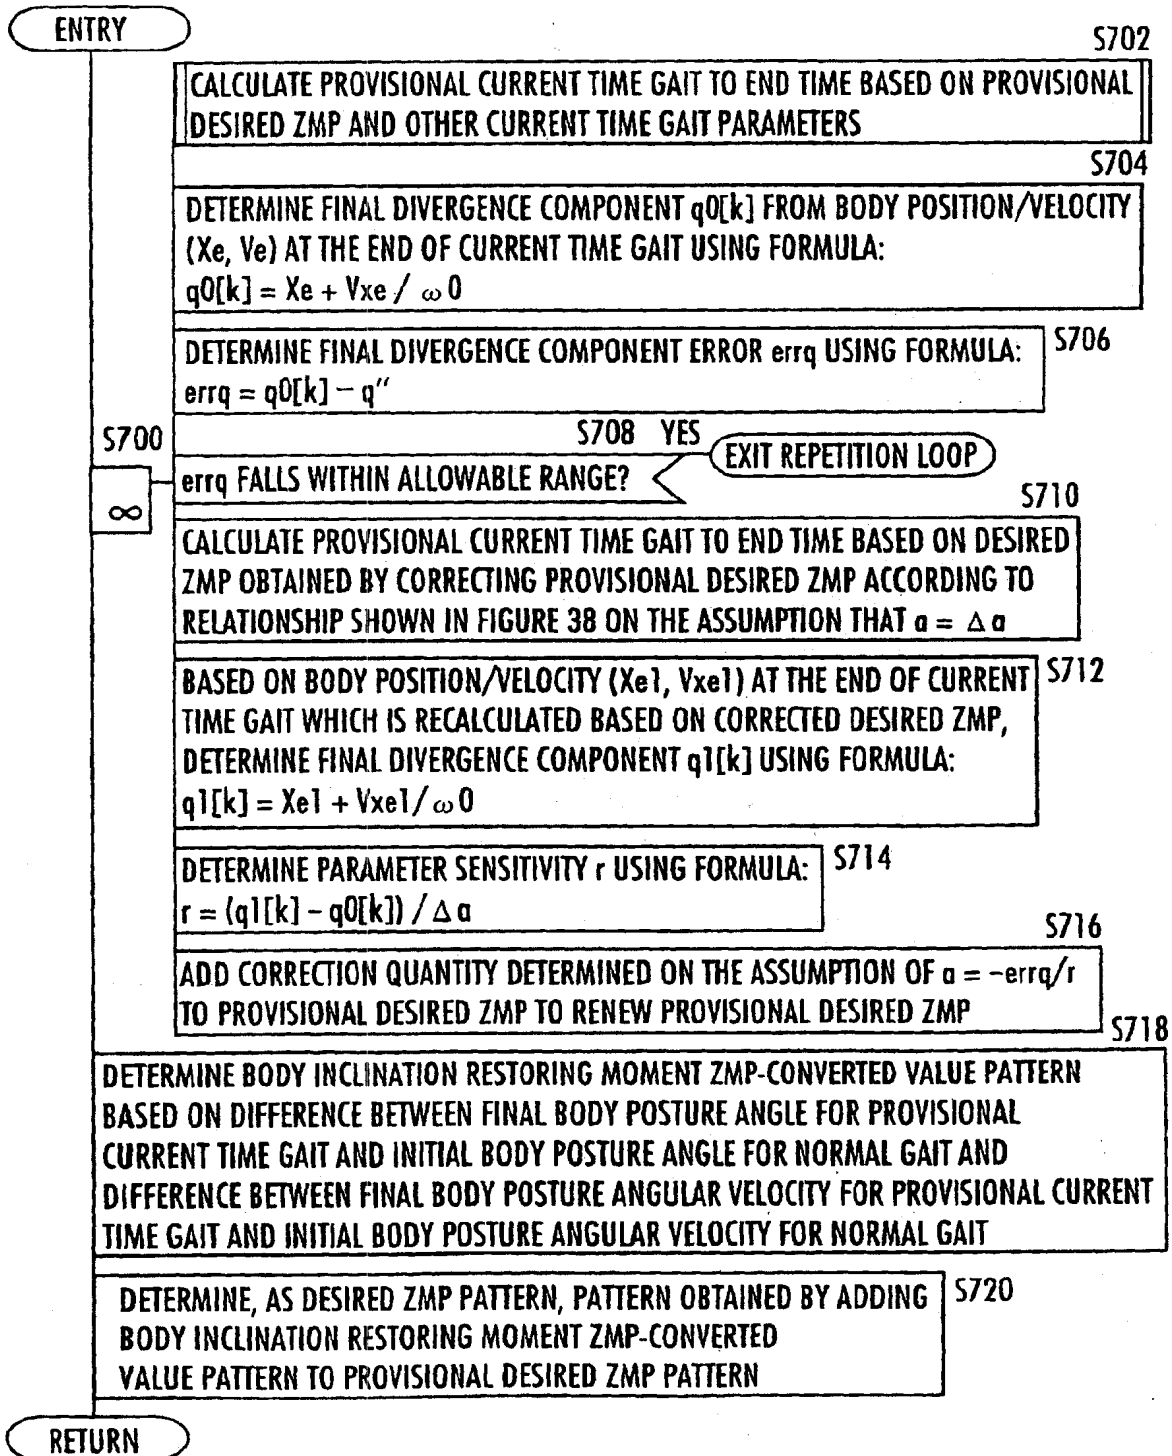 ENTRY
S702
CALCULATE PROVISIONAL CURRENT TIME GAIT TO END TIME BASED ON PROVISIONAL
DESIRED ZMP AND OTHER CURRENT TIME GAIT PARAMETERS
S704
DETERMINE FINAL DIVERGENCE COMPONENT q0[k] FROM BODY POSITION/VELOCITY
(Xe, Ve) AT THE END OF CURRENT TIME GAIT USING FORMULA:
q0[k] = Xe + Vxe / ω0
DETERMINE FINAL DIVERGENCE COMPONENT ERROR errq USING FORMULA: S706
errq = q0[k] − q″
S700
S708 YES
EXIT REPETITION LOOP
errq FALLS WITHIN ALLOWABLE RANGE?
∞
S710
CALCULATE PROVISIONAL CURRENT TIME GAIT TO END TIME BASED ON DESIRED
ZMP OBTAINED BY CORRECTING PROVISIONAL DESIRED ZMP ACCORDING TO
RELATIONSHIP SHOWN IN FIGURE 38 ON THE ASSUMPTION THAT a = Δa
BASED ON BODY POSITION/VELOCITY (Xe1, Vxe1) AT THE END OF CURRENT S712
TIME GAIT WHICH IS RECALCULATED BASED ON CORRECTED DESIRED ZMP,
DETERMINE FINAL DIVERGENCE COMPONENT q1[k] USING FORMULA:
q1[k] = Xe1 + Vxe1/ω0
DETERMINE PARAMETER SENSITIVITY r USING FORMULA: S714
r = (q1[k] − q0[k]) / Δa
S716
ADD CORRECTION QUANTITY DETERMINED ON THE ASSUMPTION OF a = -errq/r
TO PROVISIONAL DESIRED ZMP TO RENEW PROVISIONAL DESIRED ZMP
S718
DETERMINE BODY INCLINATION RESTORING MOMENT ZMP-CONVERTED VALUE PATTERN
BASED ON DIFFERENCE BETWEEN FINAL BODY POSTURE ANGLE FOR PROVISIONAL
CURRENT TIME GAIT AND INITIAL BODY POSTURE ANGLE FOR NORMAL GAIT AND
DIFFERENCE BETWEEN FINAL BODY POSTURE ANGULAR VELOCITY FOR PROVISIONAL CURRENT
TIME GAIT AND INITIAL BODY POSTURE ANGULAR VELOCITY FOR NORMAL GAIT
DETERMINE, AS DESIRED ZMP PATTERN, PATTERN OBTAINED BY ADDING S720
BODY INCLINATION RESTORING MOMENT ZMP-CONVERTED
VALUE PATTERN TO PROVISIONAL DESIRED ZMP PATTERN
RETURN